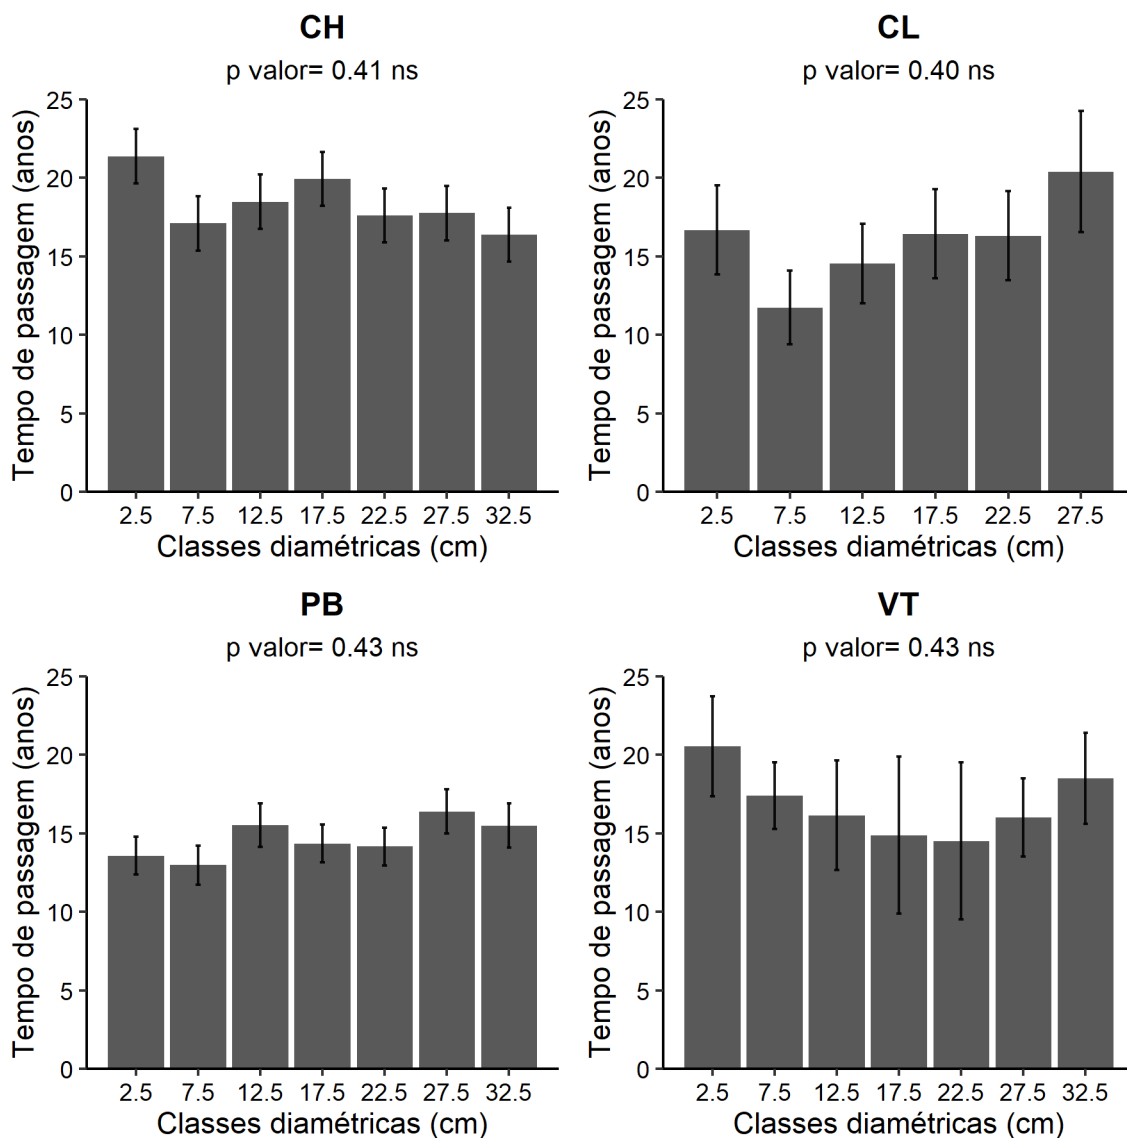 CH
p valor= 0.41 ns
Tempo de passagem (anos)
25
20
15
10
5
0
2.5 7.5 12.5 17.5 22.5 27.5 32.5
Classes diamétricas (cm)
CL
p valor= 0.40 ns
Tempo de passagem (anos)
25
20
15
10
5
0
2.5 7.5 12.5 17.5 22.5 27.5
Classes diamétricas (cm)
PB
p valor= 0.43 ns
Tempo de passagem (anos)
25
20
15
10
5
0
2.5 7.5 12.5 17.5 22.5 27.5 32.5
Classes diamétricas (cm)
VT
p valor= 0.43 ns
Tempo de passagem (anos)
25
20
15
10
5
0
2.5 7.5 12.5 17.5 22.5 27.5 32.5
Classes diamétricas (cm)